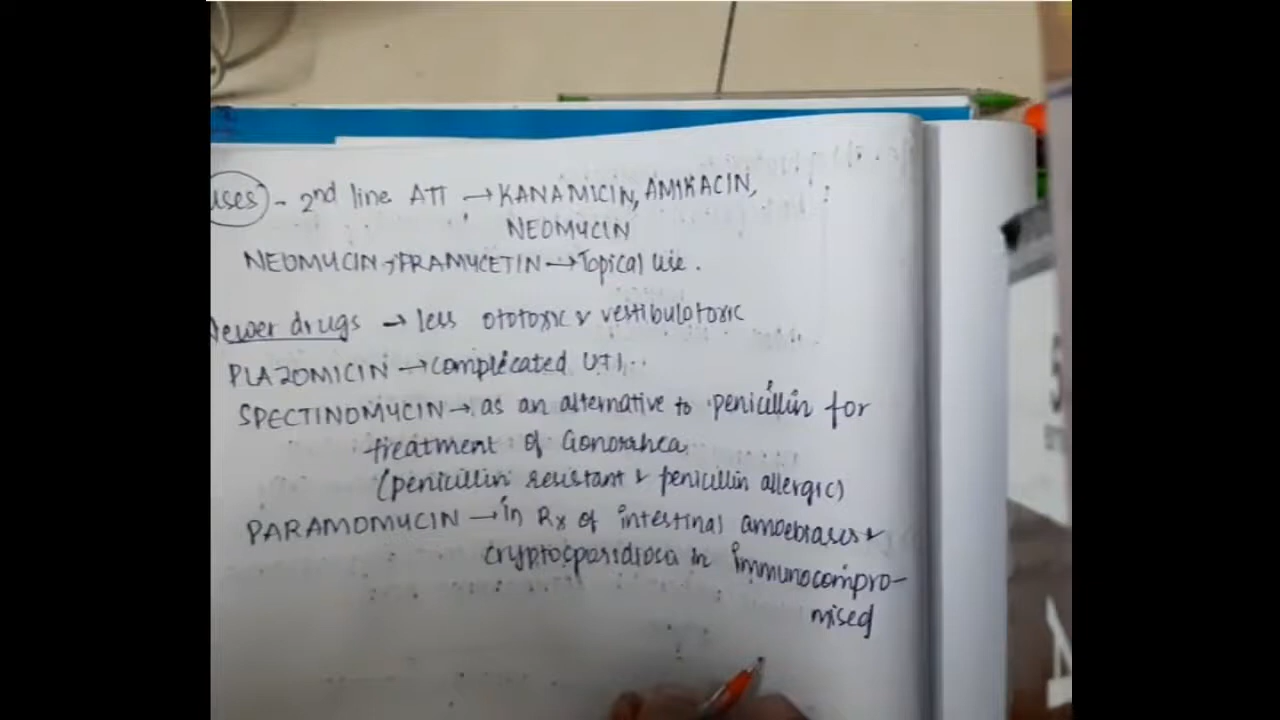 uses - 2nd line ATT → KANAMICIN, AMIKACIN,
NEOMYCIN
NEOMYCIN, FRAMYCETIN → Topical use.
Newer drugs → less ototoxic & vestibulotoxic
PLAZOMICIN → complicated UTI..
SPECTINOMYCIN → as an alternative to penicillin for
treatment of Gonorrhea.
(penicillin resistant & penicillin allergic)
PARAMOMYCIN → in Rx of intestinal amoebiases &
cryptosporidiosa in immunocompro-
mised